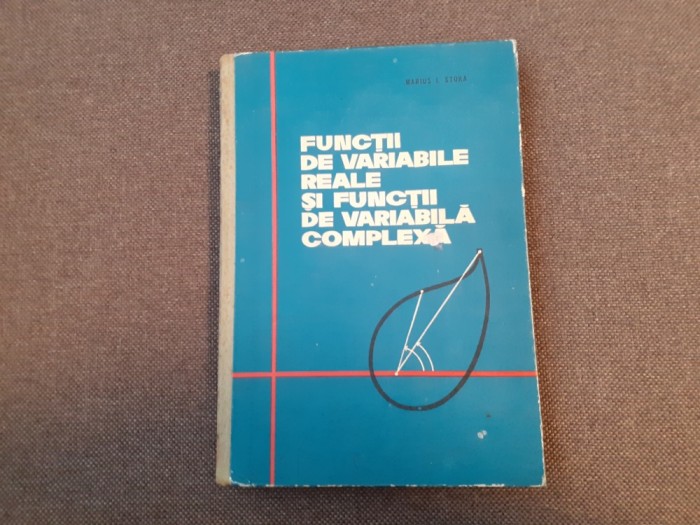 MARIUS I. STOKA
FUNCȚII
DE VARIABILE
REALE
ȘI FUNCȚII
DE VARIABILĂ
COMPLEXĂ